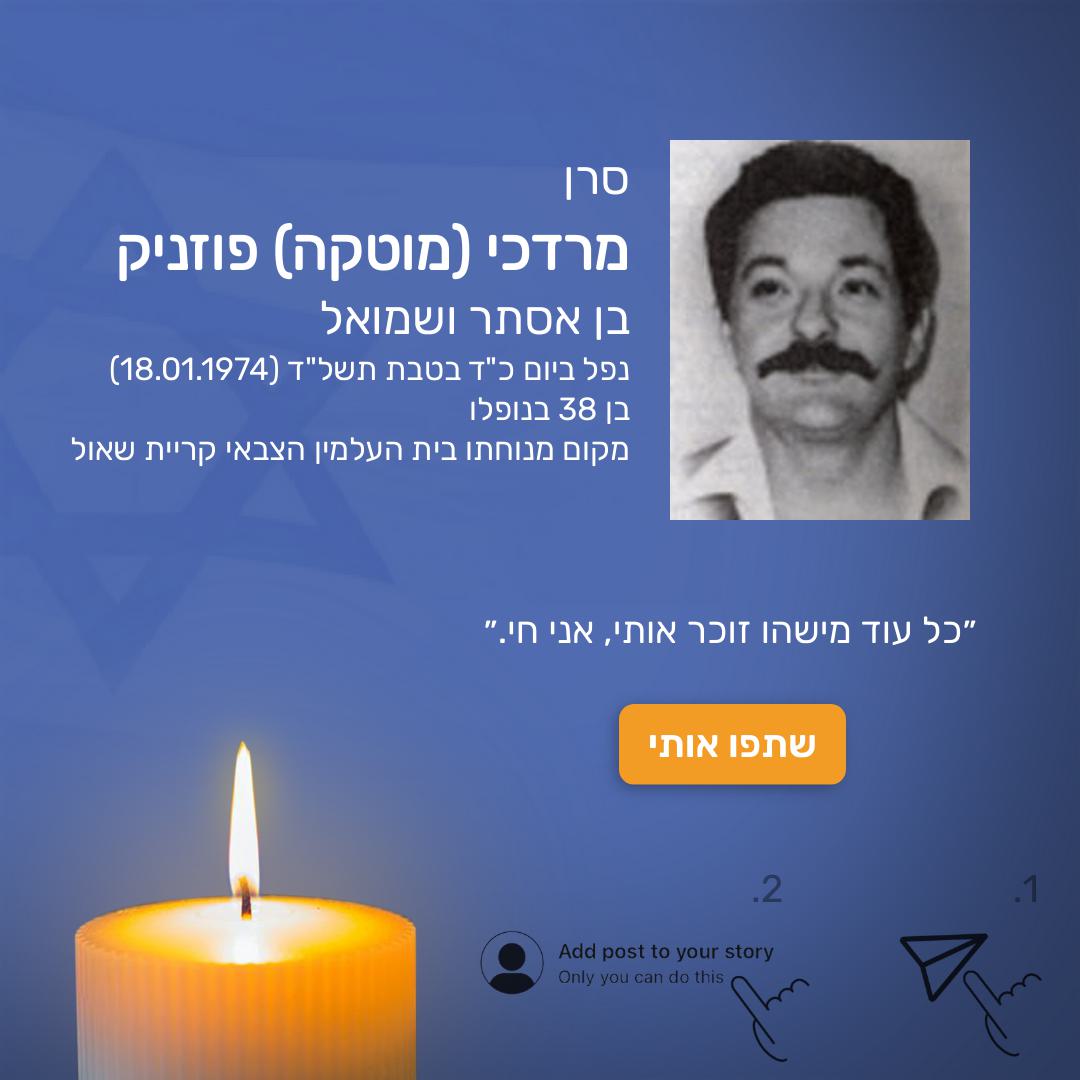 סרן
מרדכי (מוטקה) פוזניק
בן אסתר ושמואל
נפל ביום כ"ד בטבת תשל"ד (18.01.1974)
בן 38 בנופלו
מקום מנוחתו בית העלמין הצבאי קריית שאול
״כל עוד מישהו זוכר אותי, אני חי.״
שתפו אותי
1.
2.
Add post to your story
Only you can do this